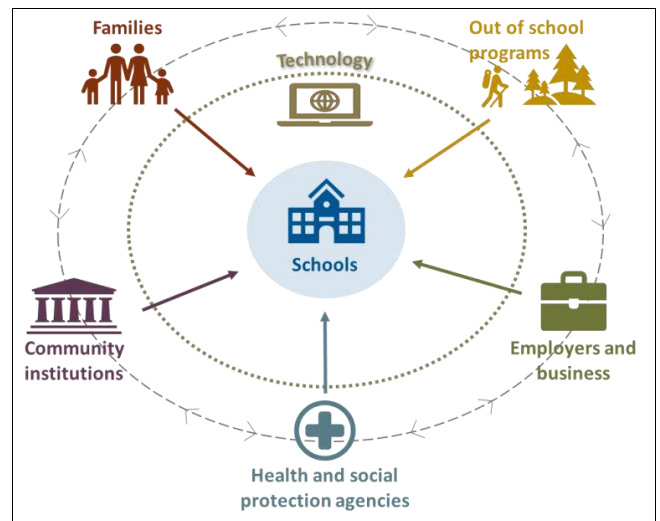 Families
Out of school
programs
Technology
Schools
Community
institutions
Employers and
business
Health and social
protection agencies